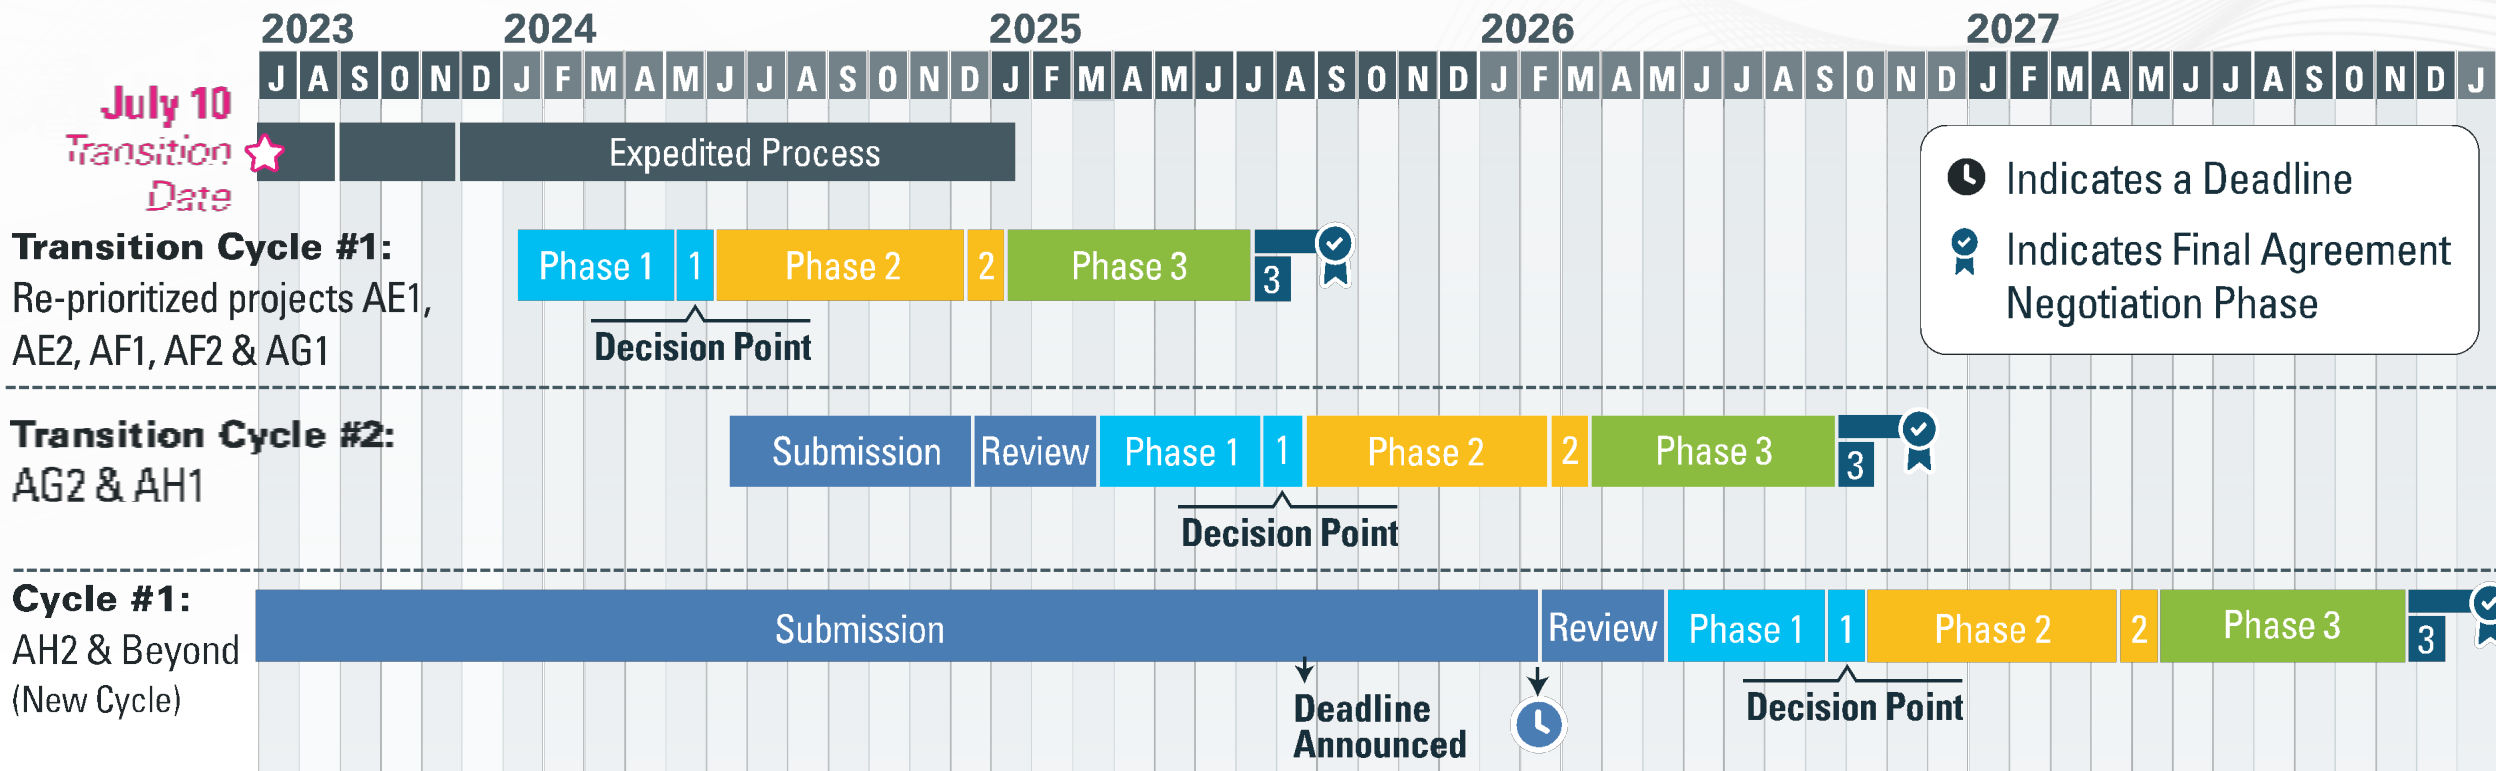 2023 2024 2025 2026 2027
J A S O N D J F M A M J J A S O N D J F M A M J J A S O N D J F M A M J J A S O N D J F M A M J J A S O N D J
July 10
Transition
Date
Expedited Process
Indicates a Deadline
Indicates Final Agreement
Negotiation Phase
Transition Cycle #1:
Re-prioritized projects AE1,
AE2, AF1, AF2 & AG1
Phase 1 1 Phase 2 2 Phase 3 3
Decision Point
Transition Cycle #2:
AG2 & AH1
Submission Review Phase 1 1 Phase 2 2 Phase 3 3
Decision Point
Cycle #1:
AH2 & Beyond
(New Cycle)
Submission Review Phase 1 1 Phase 2 2 Phase 3 3
Deadline
Announced
Decision Point